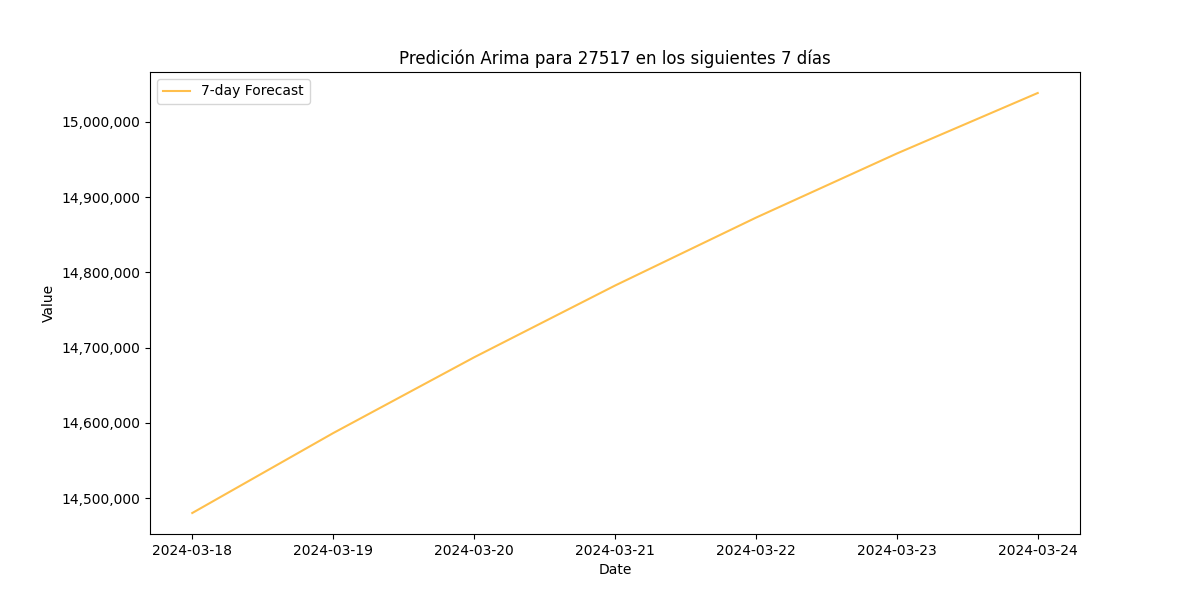 Predición Arima para 27517 en los siguientes 7 días
7-day Forecast
15,000,000
14,900,000
14,800,000
14,700,000
14,600,000
14,500,000
Value
2024-03-18 2024-03-19 2024-03-20 2024-03-21 2024-03-22 2024-03-23 2024-03-24
Date